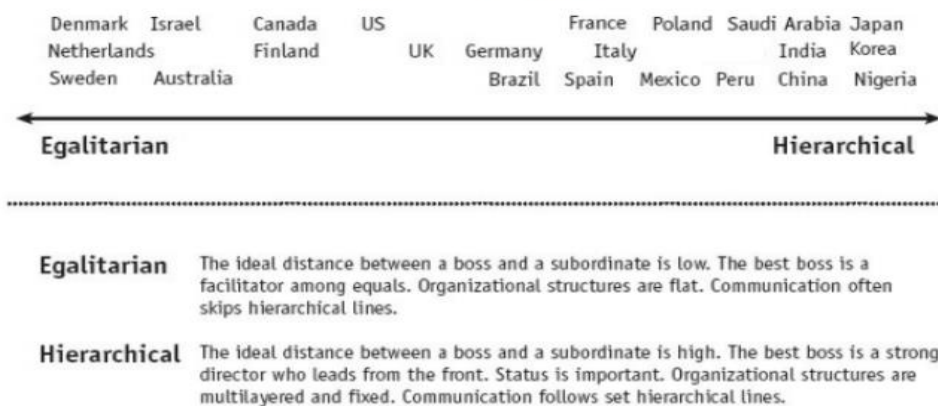 Denmark Israel Canada US France Poland Saudi Arabia Japan
Netherlands Finland UK Germany Italy India Korea
Sweden Australia Brazil Spain Mexico Peru China Nigeria
Egalitarian Hierarchical
Egalitarian The ideal distance between a boss and a subordinate is low. The best boss is a
facilitator among equals. Organizational structures are flat. Communication often
skips hierarchical lines.
Hierarchical The ideal distance between a boss and a subordinate is high. The best boss is a strong
director who leads from the front. Status is important. Organizational structures are
multilayered and fixed. Communication follows set hierarchical lines.